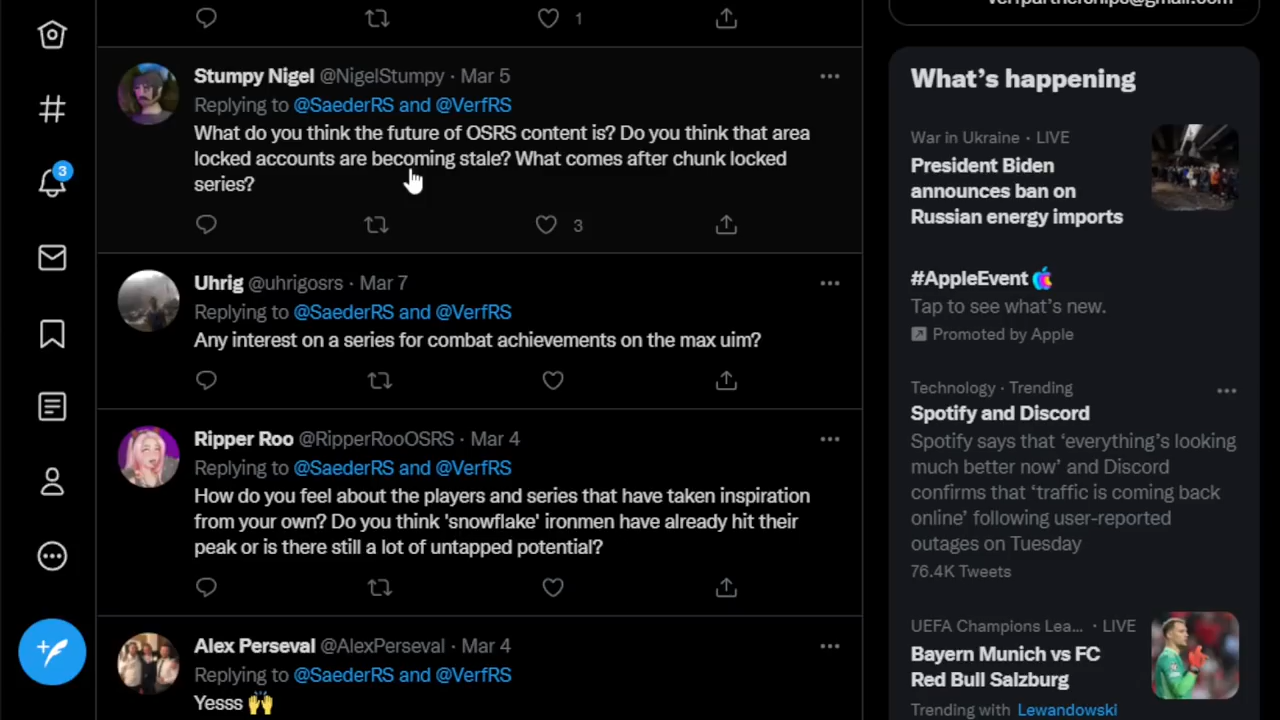 1
Stumpy Nigel @NigelStumpy · Mar 5
Replying to @SaederRS and @VerfRS
What do you think the future of OSRS content is? Do you think that area
locked accounts are becoming stale? What comes after chunk locked
series?
3
Uhrig @uhrigosrs · Mar 7
Replying to @SaederRS and @VerfRS
Any interest on a series for combat achievements on the max uim?
Ripper Roo @RipperRooOSRS · Mar 4
Replying to @SaederRS and @VerfRS
How do you feel about the players and series that have taken inspiration
from your own? Do you think 'snowflake' ironmen have already hit their
peak or is there still a lot of untapped potential?
Alex Perseval @AlexPerseval · Mar 4
Replying to @SaederRS and @VerfRS
Yesss 🙌
3
verfpartnerships@gmail.com
What's happening
War in Ukraine · LIVE
President Biden
announces ban on
Russian energy imports
#AppleEvent
Tap to see what's new.
Promoted by Apple
Technology · Trending
Spotify and Discord
Spotify says that 'everything's looking
much better now' and Discord
confirms that 'traffic is coming back
online' following user-reported
outages on Tuesday
76.4K Tweets
UEFA Champions Lea... · LIVE
Bayern Munich vs FC
Red Bull Salzburg
Trending with Lewandowski